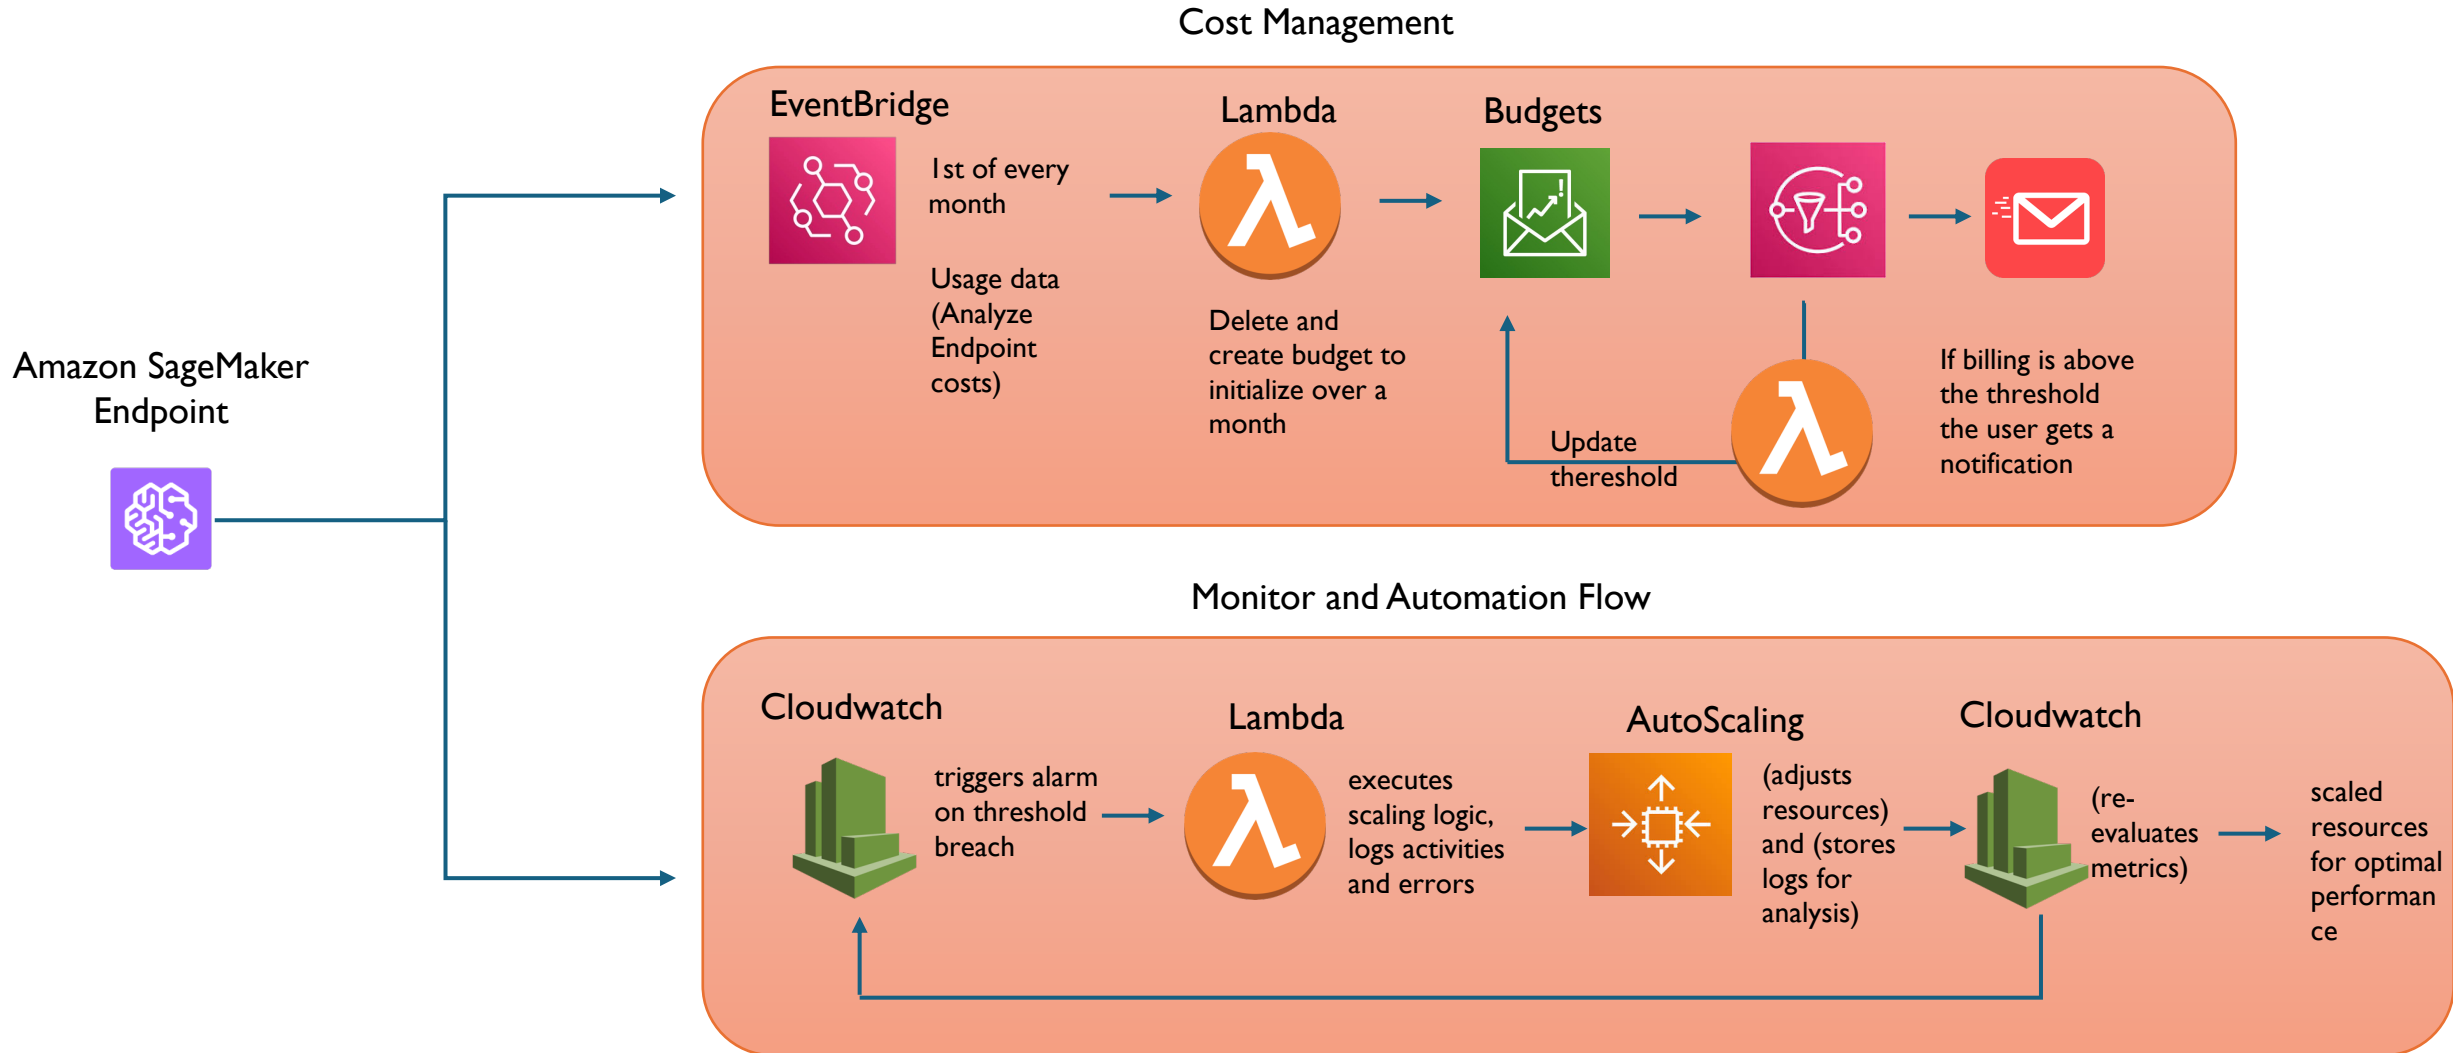 Cost Management
EventBridge
1st of every
month
Usage data
(Analyze
Endpoint
costs)
Lambda
Delete and
create budget to
initialize over a
month
Budgets
Update
thereshold
If billing is above
the threshold
the user gets a
notification
Amazon SageMaker
Endpoint
Monitor and Automation Flow
Cloudwatch
triggers alarm
on threshold
breach
Lambda
executes
scaling logic,
logs activities
and errors
AutoScaling
(adjusts
resources)
and (stores
logs for
analysis)
Cloudwatch
(re-
evaluates
metrics)
scaled
resources
for optimal
performan
ce